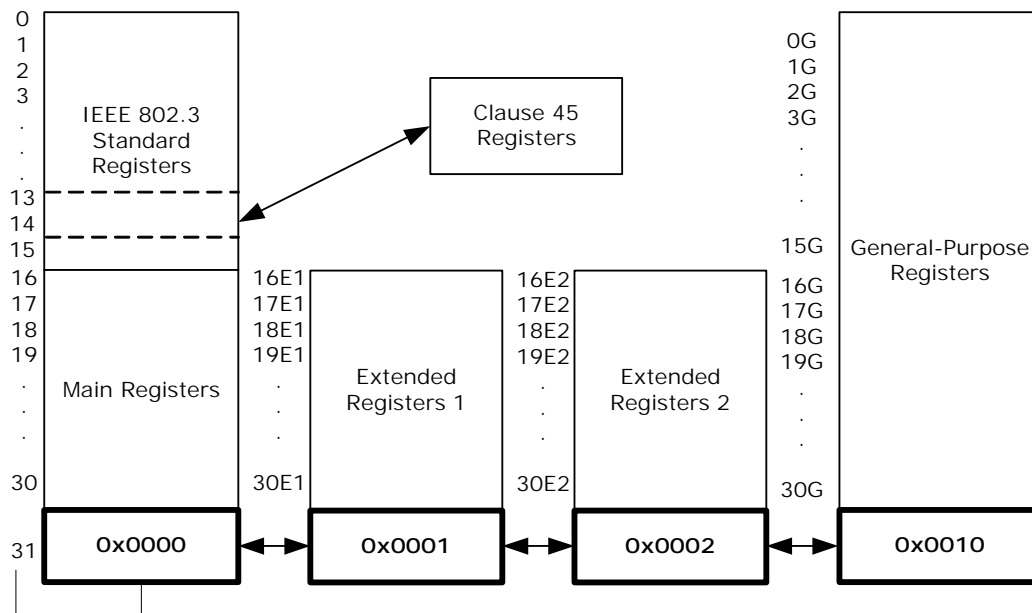 0
1
2
3
.
.
.
13
14
15
16
17
18
19
.
.
.
30
31
IEEE 802.3
Standard
Registers
Main Registers
0x0000
Clause 45
Registers
16E1
17E1
18E1
19E1
.
.
.
30E1
Extended
Registers 1
0x0001
16E2
17E2
18E2
19E2
.
.
.
30E2
Extended
Registers 2
0x0002
0G
1G
2G
3G
.
.
.
15G
16G
17G
18G
19G
.
.
.
30G
General-Purpose
Registers
0x0010